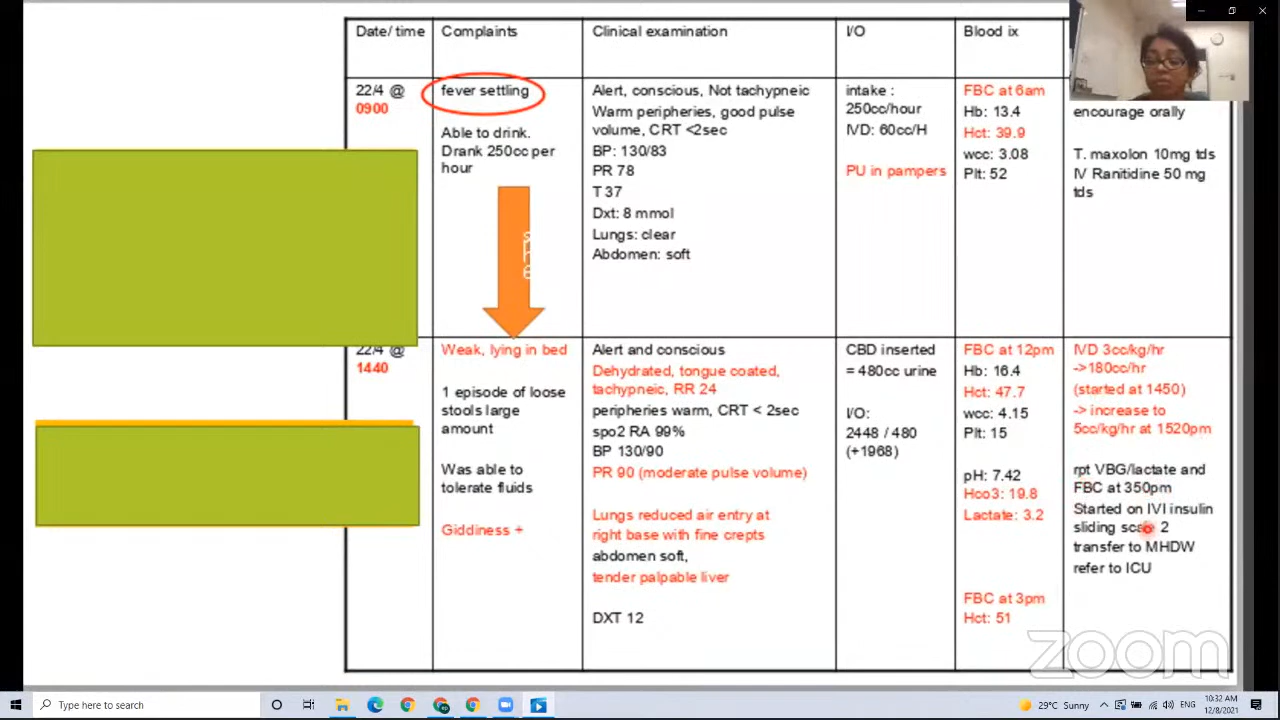 Date/ time
Complaints
Clinical examination
I/O
Blood ix
22/4 @
0900
fever settling
Able to drink.
Drank 250cc per
hour
Alert, conscious, Not tachypneic
Warm peripheries, good pulse
volume, CRT <2sec
BP: 130/83
PR 78
T 37
Dxt: 8 mmol
Lungs: clear
Abdomen: soft
intake :
250cc/hour
IVD: 60cc/H
PU in pampers
FBC at 6am
Hb: 13.4
Hct: 39.9
wcc: 3.08
Plt: 52
encourage orally
T. maxolon 10mg tds
IV Ranitidine 50 mg
tds
22/4 @
1440
Weak, lying in bed
1 episode of loose
stools large
amount
Was able to
tolerate fluids
Giddiness +
Alert and conscious
Dehydrated, tongue coated,
tachypneic, RR 24
peripheries warm, CRT < 2sec
spo2 RA 99%
BP 130/90
PR 90 (moderate pulse volume)
Lungs reduced air entry at
right base with fine crepts
abdomen soft,
tender palpable liver
DXT 12
CBD inserted
= 480cc urine
I/O:
2448 / 480
(+1968)
FBC at 12pm
Hb: 16.4
Hct: 47.7
wcc: 4.15
Plt: 15
pH: 7.42
Hco3: 19.8
Lactate: 3.2
FBC at 3pm
Hct: 51
IVD 3cc/kg/hr
->180cc/hr
(started at 1450)
-> increase to
5cc/kg/hr at 1520pm
rpt VBG/lactate and
FBC at 350pm
Started on IVI insulin
sliding scale 2
transfer to MHDW
refer to ICU
zoom
Type here to search
29°C Sunny
ENG
10:32 AM
12/8/2021